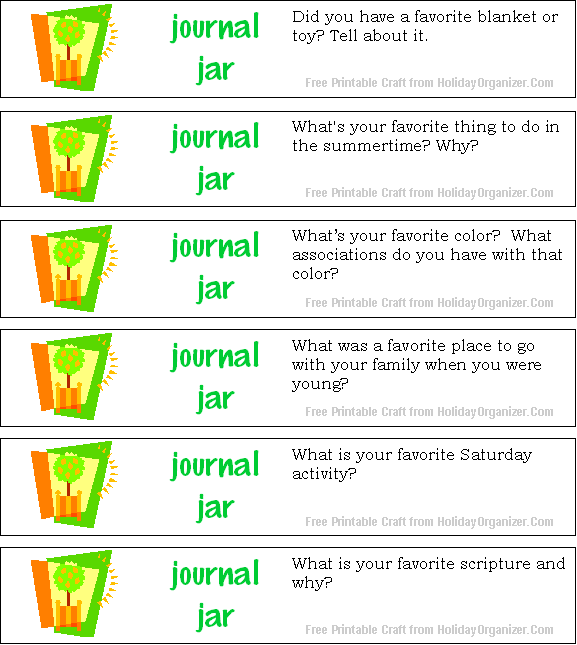 journal
jar
Did you have a favorite blanket or
toy? Tell about it.
Free Printable Craft from HolidayOrganizer.Com
journal
jar
What's your favorite thing to do in
the summertime? Why?
Free Printable Craft from HolidayOrganizer.Com
journal
jar
What's your favorite color?  What
associations do you have with that
color?
Free Printable Craft from HolidayOrganizer.Com
journal
jar
What was a favorite place to go
with your family when you were
young?
Free Printable Craft from HolidayOrganizer.Com
journal
jar
What is your favorite Saturday
activity?
Free Printable Craft from HolidayOrganizer.Com
journal
jar
What is your favorite scripture and
why?
Free Printable Craft from HolidayOrganizer.Com